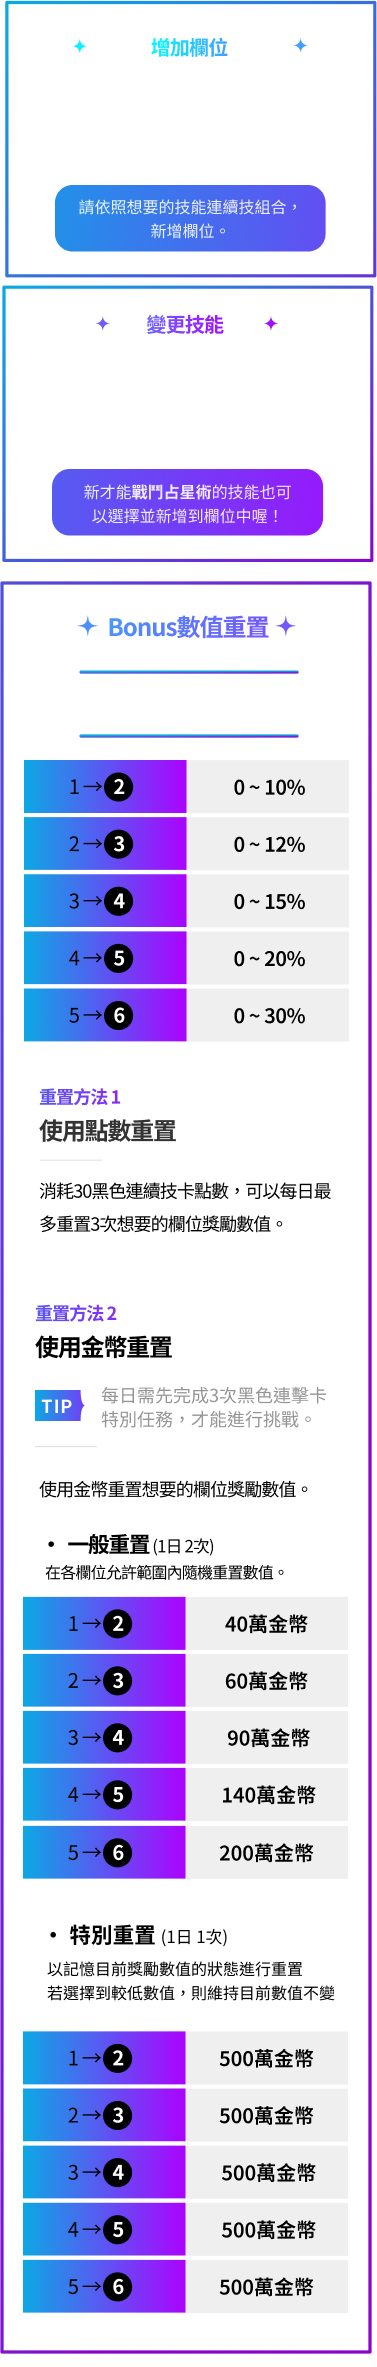 增加欄位
請依照想要的技能連續技組合，
新增欄位。
變更技能
新才能戰鬥占星術的技能也可
以選擇並新增到欄位中喔！
Bonus數值重置
1→2 0 ~ 10%
2→3 0 ~ 12%
3→4 0 ~ 15%
4→5 0 ~ 20%
5→6 0 ~ 30%
重置方法 1
使用點數重置
消耗30黑色連續技卡點數，可以每日最
多重置3次想要的欄位獎勵數值。
重置方法 2
使用金幣重置
TIP 每日需先完成3次黑色連擊卡
特別任務，才能進行挑戰。
使用金幣重置想要的欄位獎勵數值。
• 一般重置 (1日 2次)
在各欄位允許範圍內隨機重置數值。
1→2 40萬金幣
2→3 60萬金幣
3→4 90萬金幣
4→5 140萬金幣
5→6 200萬金幣
• 特別重置 (1日 1次)
以記憶目前獎勵數值的狀態進行重置
若選擇到較低數值，則維持目前數值不變
1→2 500萬金幣
2→3 500萬金幣
3→4 500萬金幣
4→5 500萬金幣
5→6 500萬金幣